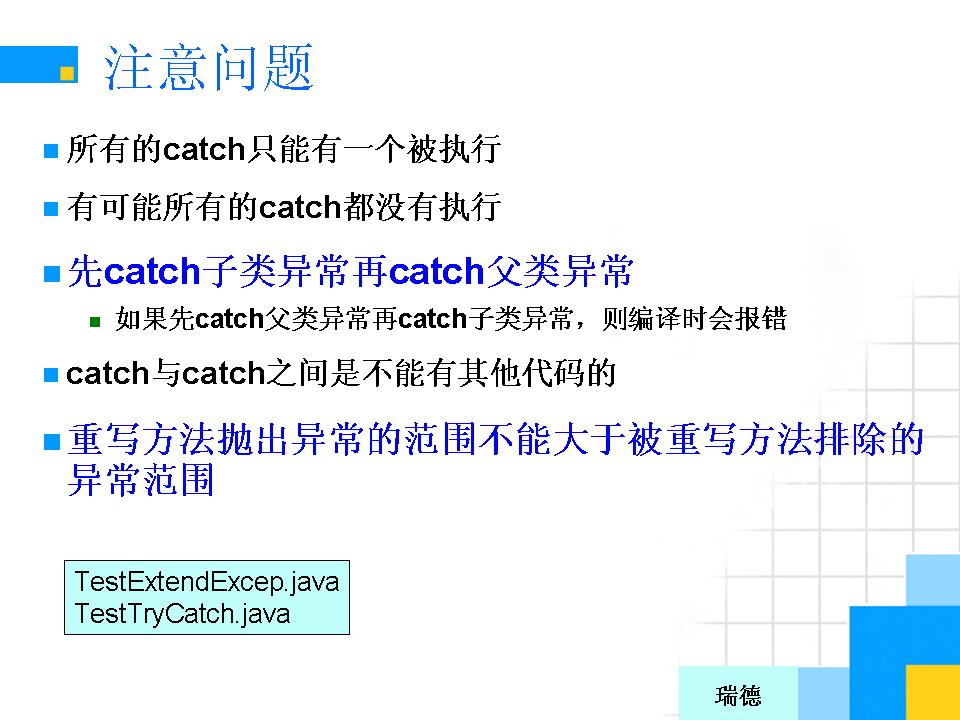 注意问题
所有的catch只能有一个被执行
有可能所有的catch都没有执行
先catch子类异常再catch父类异常
如果先catch父类异常再catch子类异常，则编译时会报错
catch与catch之间是不能有其他代码的
重写方法抛出异常的范围不能大于被重写方法排除的
异常范围
TestExtendExcep.java
TestTryCatch.java
瑞德